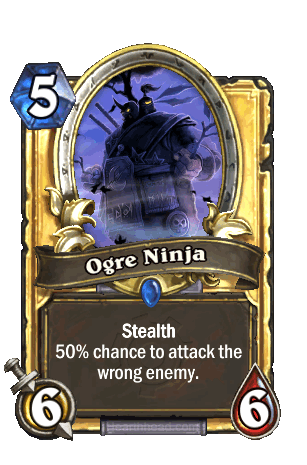 5
Ogre Ninja
Stealth
50% chance to attack the
wrong enemy.
6
6